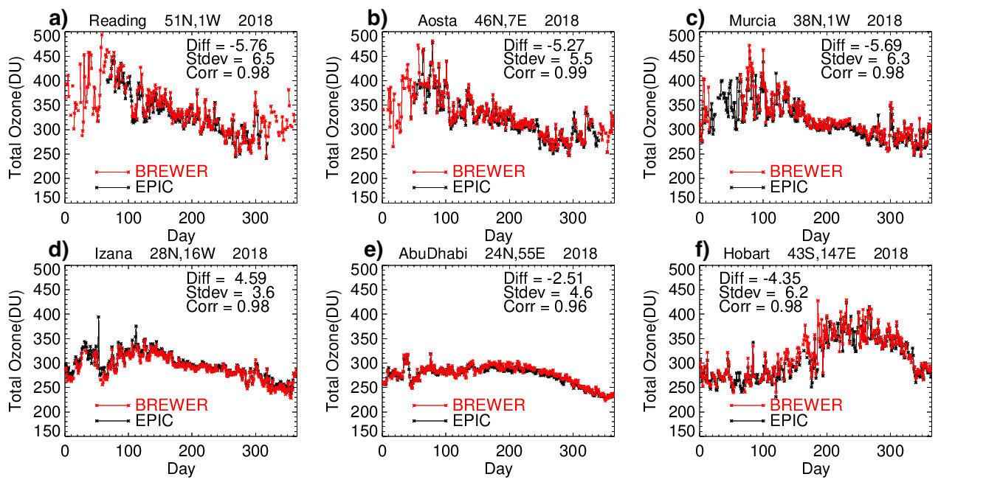 a) Reading 51N,1W 2018
Total Ozone(DU)
500
450
400
350
300
250
200
150
Diff = -5.76
Stdev = 6.5
Corr = 0.98
BREWER
EPIC
0 100 200 300
Day
b) Aosta 46N,7E 2018
Total Ozone(DU)
500
450
400
350
300
250
200
150
Diff = -5.27
Stdev = 5.5
Corr = 0.99
BREWER
EPIC
0 100 200 300
Day
c) Murcia 38N,1W 2018
Total Ozone(DU)
500
450
400
350
300
250
200
150
Diff = -5.69
Stdev = 6.3
Corr = 0.98
BREWER
EPIC
0 100 200 300
Day
d) Izana 28N,16W 2018
Total Ozone(DU)
500
450
400
350
300
250
200
150
Diff = 4.59
Stdev = 3.6
Corr = 0.98
BREWER
EPIC
0 100 200 300
Day
e) AbuDhabi 24N,55E 2018
Total Ozone(DU)
500
450
400
350
300
250
200
150
Diff = -2.51
Stdev = 4.6
Corr = 0.96
BREWER
EPIC
0 100 200 300
Day
f) Hobart 43S,147E 2018
Total Ozone(DU)
500
450
400
350
300
250
200
150
Diff = -4.35
Stdev = 6.2
Corr = 0.98
BREWER
EPIC
0 100 200 300
Day